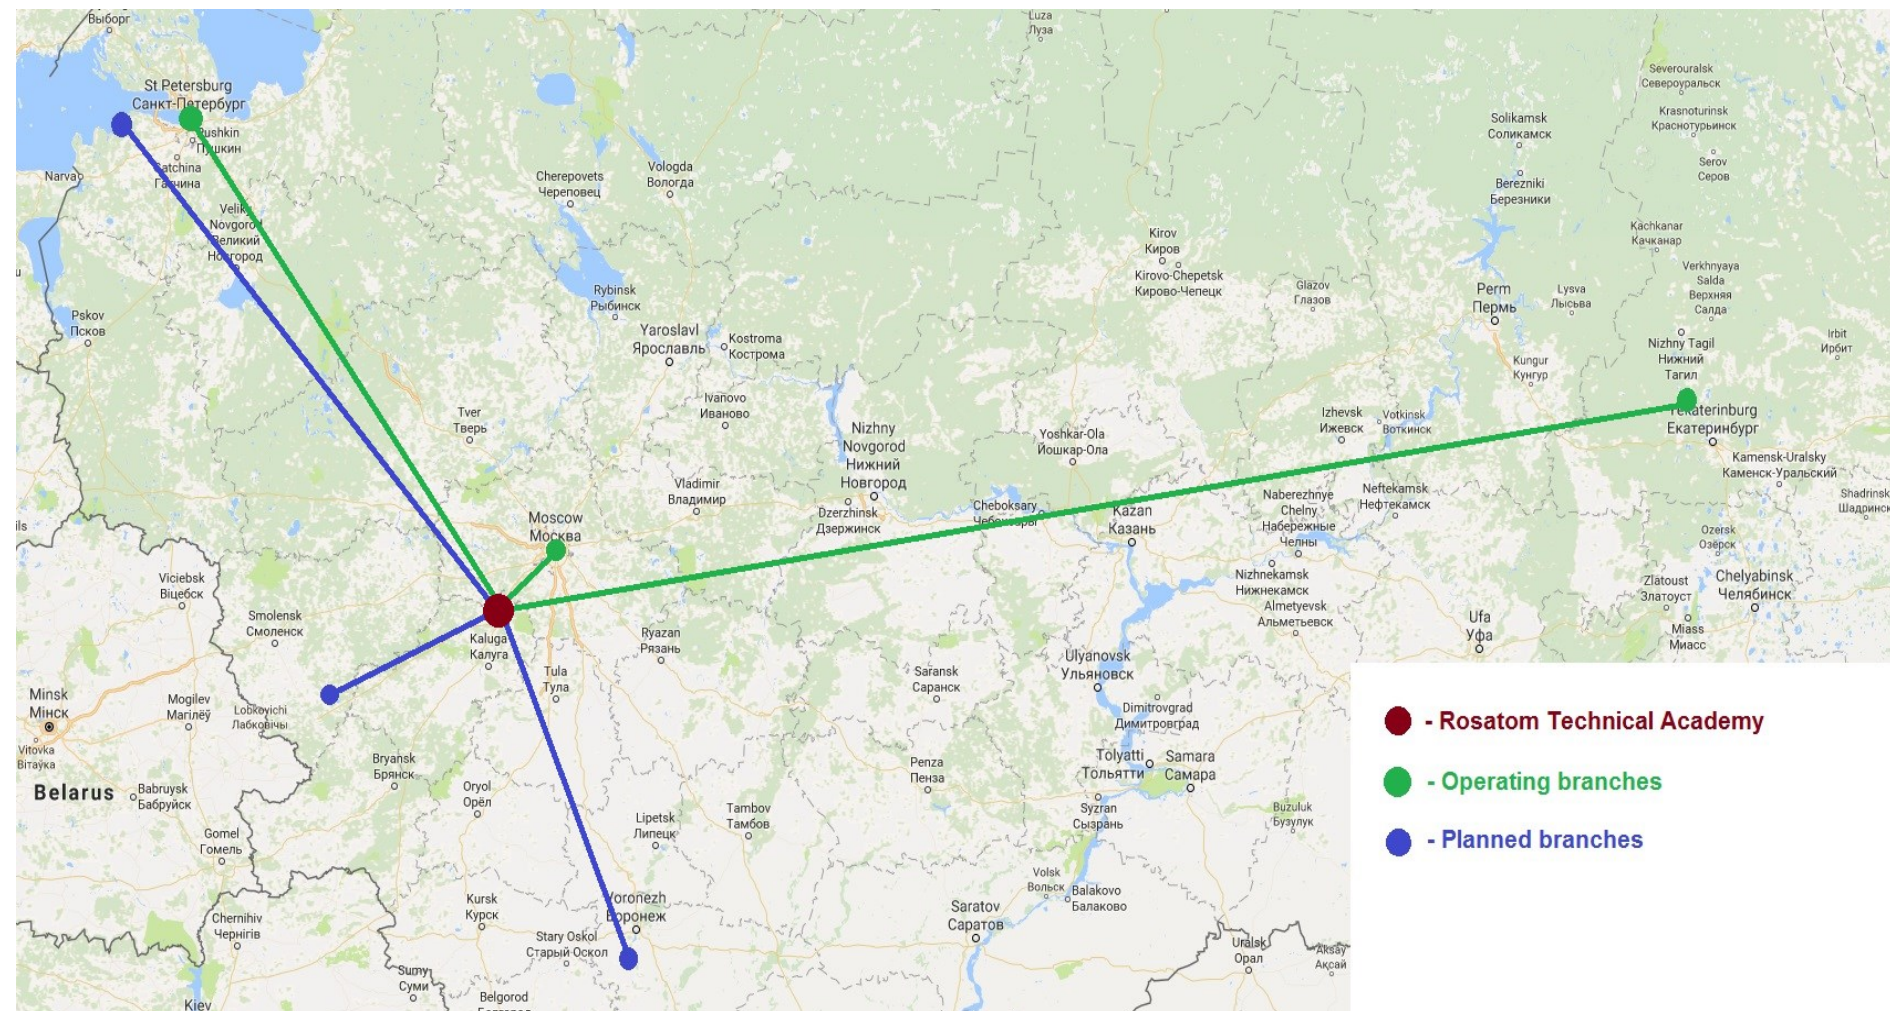 Выборг
Luza
Луза
St Petersburg
Санкт-Петербург
Severouralsk
Североуральск
Solikamsk
Соликамск
Krasnoturinsk
Краснотурьинск
Pushkin
Пушкин
Narva
Gatchina
Гатчина
Cherepovets
Череповец
Vologda
Вологда
Berezniki
Березники
Serov
Серов
Veliky
Novgorod
Великий
Новгород
Kirov
Киров
Kirovo-Chepetsk
Кирово-Чепецк
Kachkanar
Качканар
Verkhnyaya
Salda
Верхняя
Салда
Rybinsk
Рыбинск
Glazov
Глазов
Perm
Пермь
Lysva
Лысьва
Pskov
Псков
Yaroslavl
Ярославль
Kostroma
Кострома
Nizhny Tagil
Нижний
Тагил
Irbit
Ирбит
Kungur
Кунгур
Tver
Тверь
Ivanovo
Иваново
Nizhny
Novgorod
Нижний
Новгород
Yoshkar-Ola
Йошкар-Ола
Izhevsk
Ижевск
Votkinsk
Воткинск
Yekaterinburg
Екатеринбург
Kamensk-Uralsky
Каменск-Уральский
Vladimir
Владимир
Dzerzhinsk
Дзержинск
Cheboksary
Чебоксары
Kazan
Казань
Naberezhnye
Chelny
Набережные
Челны
Neftekamsk
Нефтекамск
Shadrinsk
Шадринск
Moscow
Москва
Ozersk
Озёрск
Viciebsk
Віцебск
Smolensk
Смоленск
Nizhnekamsk
Нижнекамск
Almetyevsk
Альметьевск
Zlatoust
Златоуст
Chelyabinsk
Челябинск
Kaluga
Калуга
Ryazan
Рязань
Ufa
Уфа
Miass
Миасс
Tula
Тула
Saransk
Саранск
Ulyanovsk
Ульяновск
Minsk
Мінск
Mogilev
Магілёў
Lobkovichi
Лабковічы
Dimitrovgrad
Димитровград
- Rosatom Technical Academy
Vitovka
Вітаўка
Bryansk
Брянск
Penza
Пенза
Tolyatti
Тольятти
Samara
Самара
- Operating branches
Belarus
Babruysk
Бабруйск
Oryol
Орёл
Lipetsk
Липецк
Tambov
Тамбов
Syzran
Сызрань
Buzuluk
Бузулук
- Planned branches
Gomel
Гомель
Kursk
Курск
Voronezh
Воронеж
Volsk
Вольск
Balakovo
Балаково
Chernihiv
Чернігів
Stary Oskol
Старый Оскол
Saratov
Саратов
Uralsk
Орал
Aksay
Ақсай
Sumy
Суми
Kiev
Belgorod